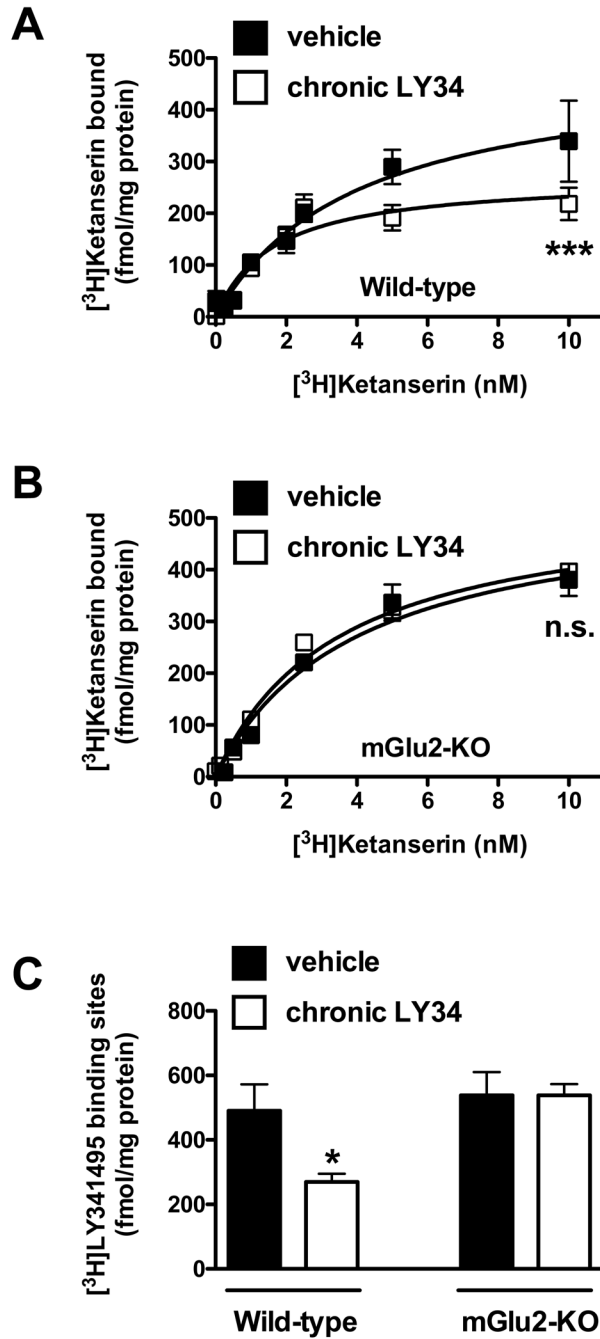 A
vehicle
chronic LY34
[³H]Ketanserin bound
(fmol/mg protein)
500
400
300
200
100
0
***
Wild-type
0 2 4 6 8 10
[³H]Ketanserin (nM)
B
vehicle
chronic LY34
[³H]Ketanserin bound
(fmol/mg protein)
500
400
300
200
100
0
n.s.
mGlu2-KO
0 2 4 6 8 10
[³H]Ketanserin (nM)
C
vehicle
chronic LY34
[³H]LY341495 binding sites
(fmol/mg protein)
800
600
400
200
0
*
Wild-type mGlu2-KO